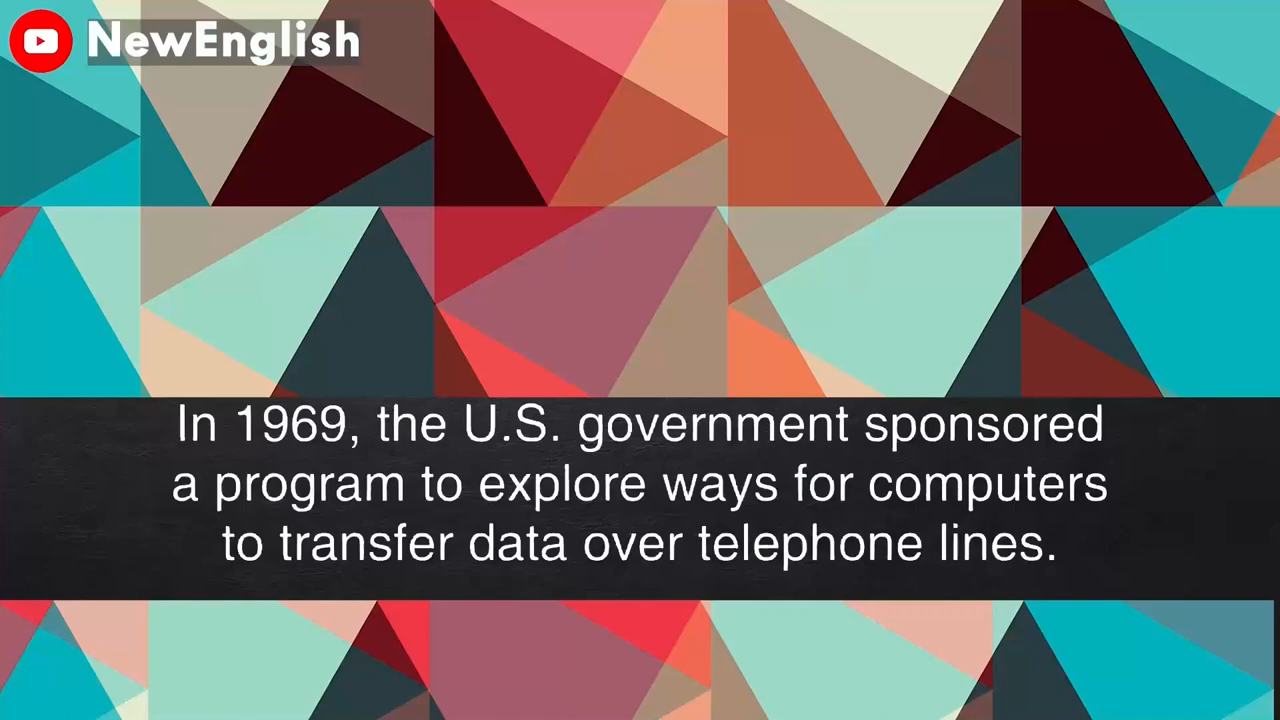 NewEnglish
In 1969, the U.S. government sponsored
a program to explore ways for computers
to transfer data over telephone lines.